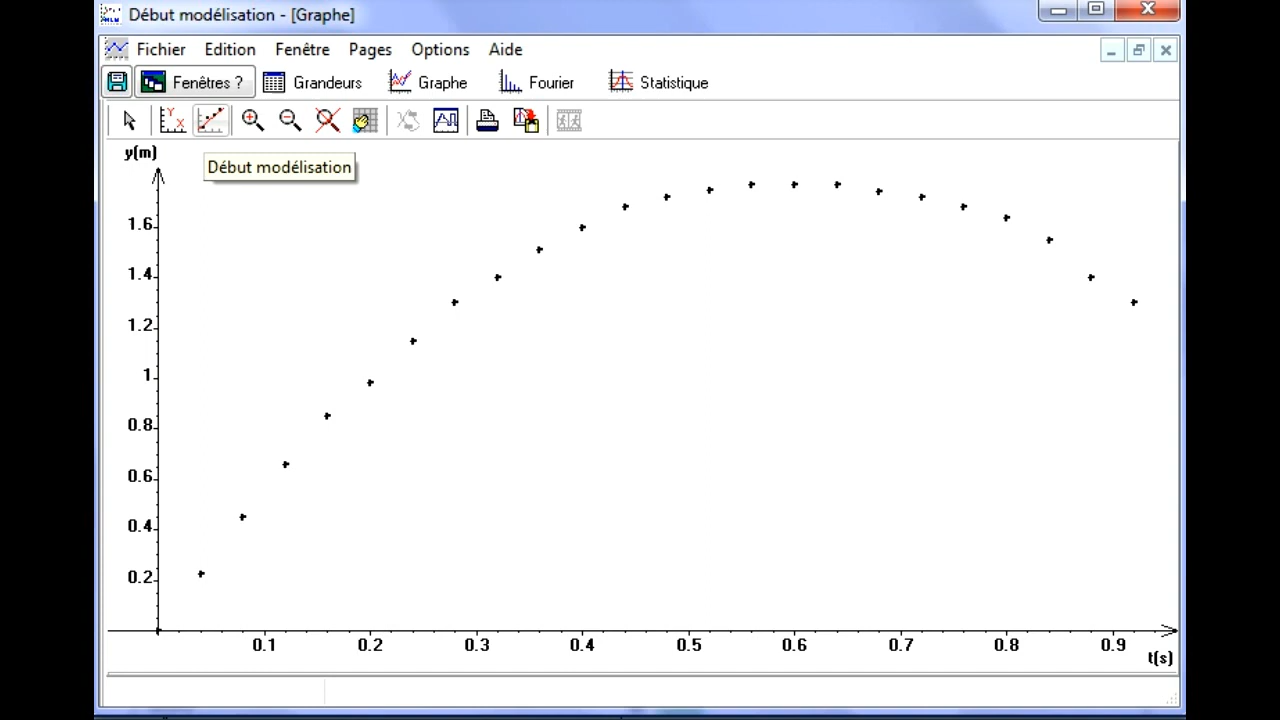 Début modélisation - [Graphe]
Fichier Edition Fenêtre Pages Options Aide
Fenêtres ? Grandeurs Graphe Fourier Statistique
Début modélisation
y(m)
1.6
1.4
1.2
1
0.8
0.6
0.4
0.2
0.1 0.2 0.3 0.4 0.5 0.6 0.7 0.8 0.9
t(s)